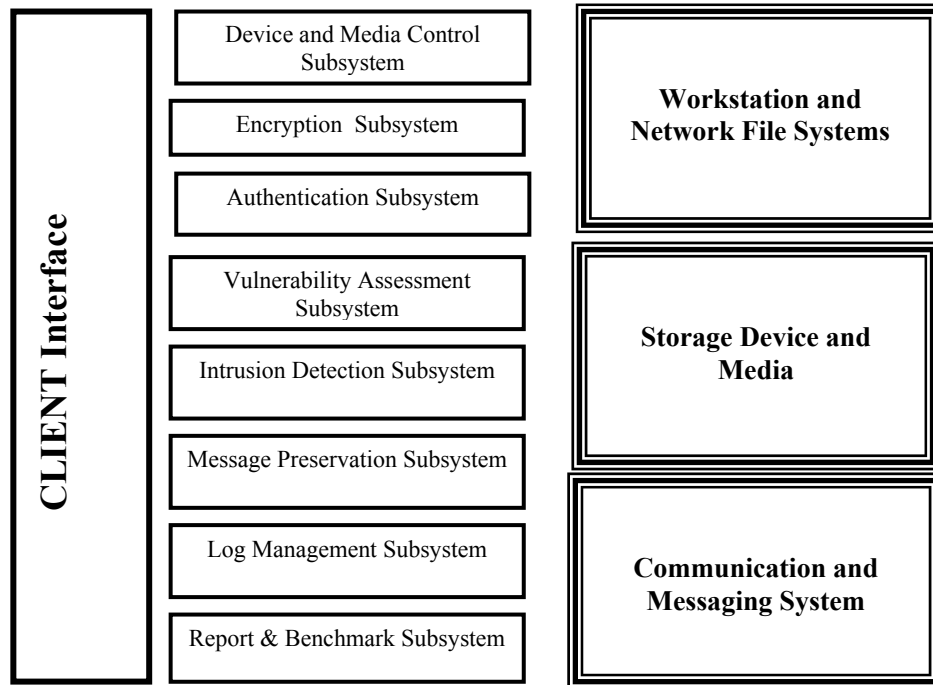 CLIENT Interface
Device and Media Control
Subsystem
Encryption Subsystem
Authentication Subsystem
Vulnerability Assessment
Subsystem
Intrusion Detection Subsystem
Message Preservation Subsystem
Log Management Subsystem
Report & Benchmark Subsystem
Workstation and
Network File Systems
Storage Device and
Media
Communication and
Messaging System